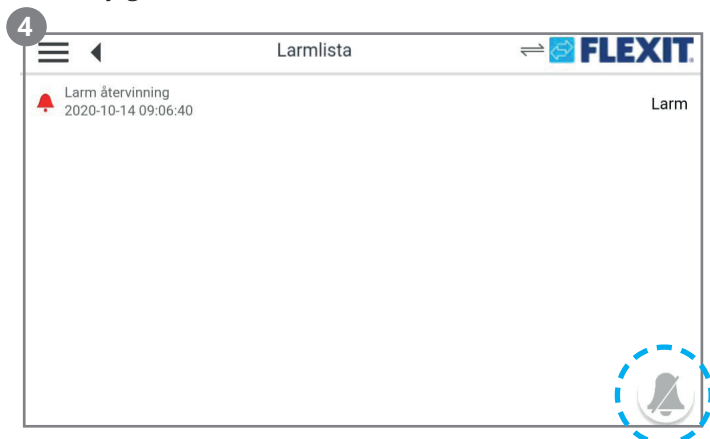 4
Larmlista
FLEXIT.
Larm återvinning
2020-10-14 09:06:40
Larm